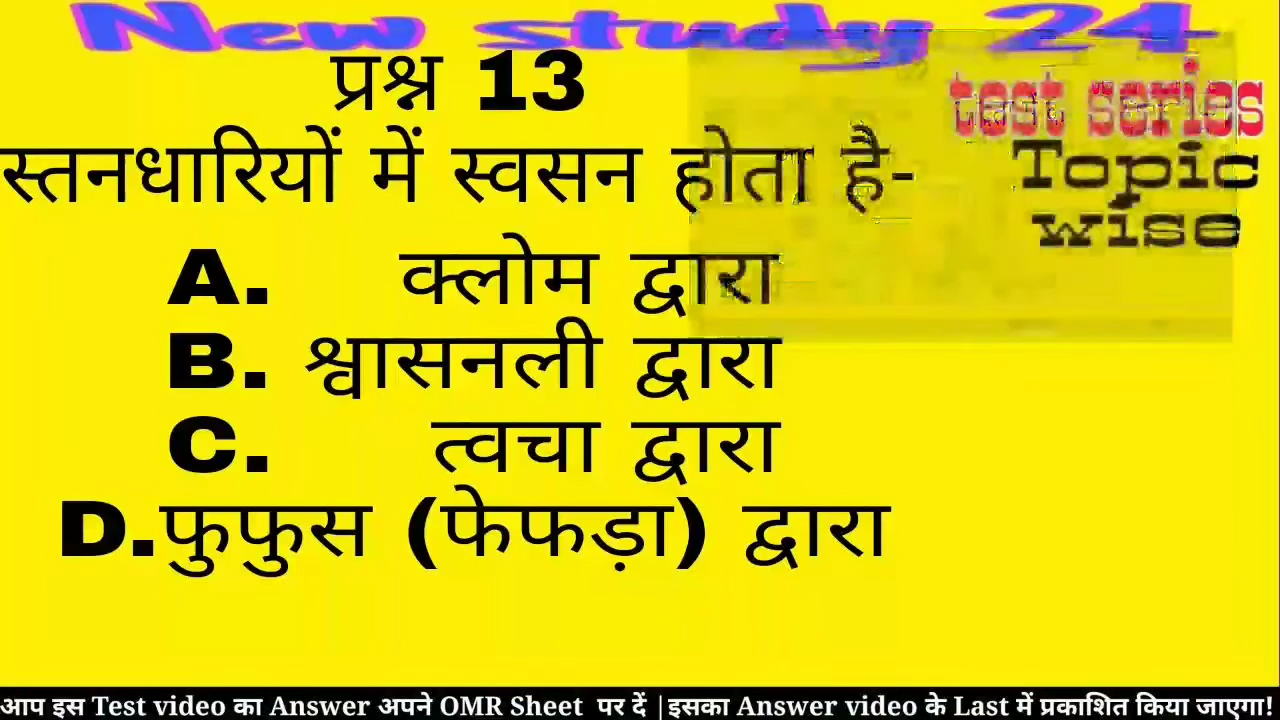 New study 24
प्रश्न 13
test series
स्तनधारियों में स्वसन होता है-
Topic
wise
A. क्लोम द्वारा
B. श्वासनली द्वारा
C. त्वचा द्वारा
D.फुफुस (फेफड़ा) द्वारा
आप इस Test video का Answer अपने OMR Sheet पर दें |इसका Answer video के Last में प्रकाशित किया जाएगा!